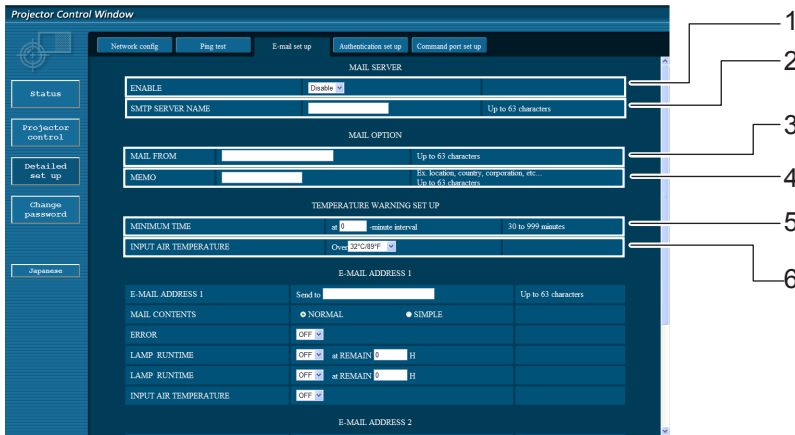 Projector Control Window
Network config Ping test E-mail set up Authentication set up Command port set up
MAIL SERVER
1
ENABLE Disable
2
SMTP SERVER NAME Up to 63 characters
Status
MAIL OPTION
Projector control
3
MAIL FROM Up to 63 characters
4
MEMO Ex. location, country, corporation, etc...
Up to 63 characters
Detailed set up
TEMPERATURE WARNING SET UP
Change password
5
MINIMUM TIME at 0 -minute interval 30 to 999 minutes
6
INPUT AIR TEMPERATURE Over 32°C/89°F
E-MAIL ADDRESS 1
Japanese
E-MAIL ADDRESS 1 Send to Up to 63 characters
MAIL CONTENTS NORMAL SIMPLE
ERROR OFF
LAMP RUNTIME OFF at REMAIN 0 H
LAMP RUNTIME OFF at REMAIN 0 H
INPUT AIR TEMPERATURE OFF
E-MAIL ADDRESS 2